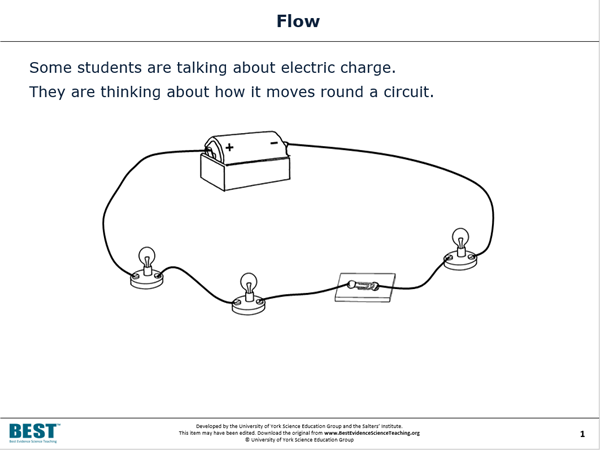 Flow
Some students are talking about electric charge.
They are thinking about how it moves round a circuit.
+ −
BEST™
Best Evidence Science Teaching
Developed by the University of York Science Education Group and the Salters' Institute.
This item may have been edited. Download the original from www.BestEvidenceScienceTeaching.org
© University of York Science Education Group
1